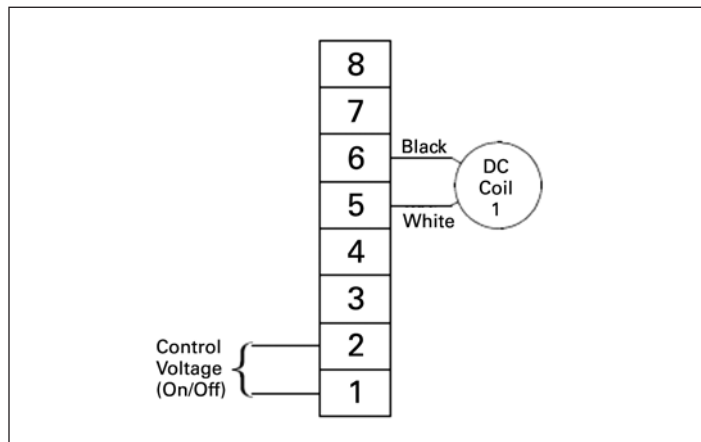 8
7
6
5
4
3
2
1
Black
White
DC
Coil
1
Control
Voltage
(On/Off)